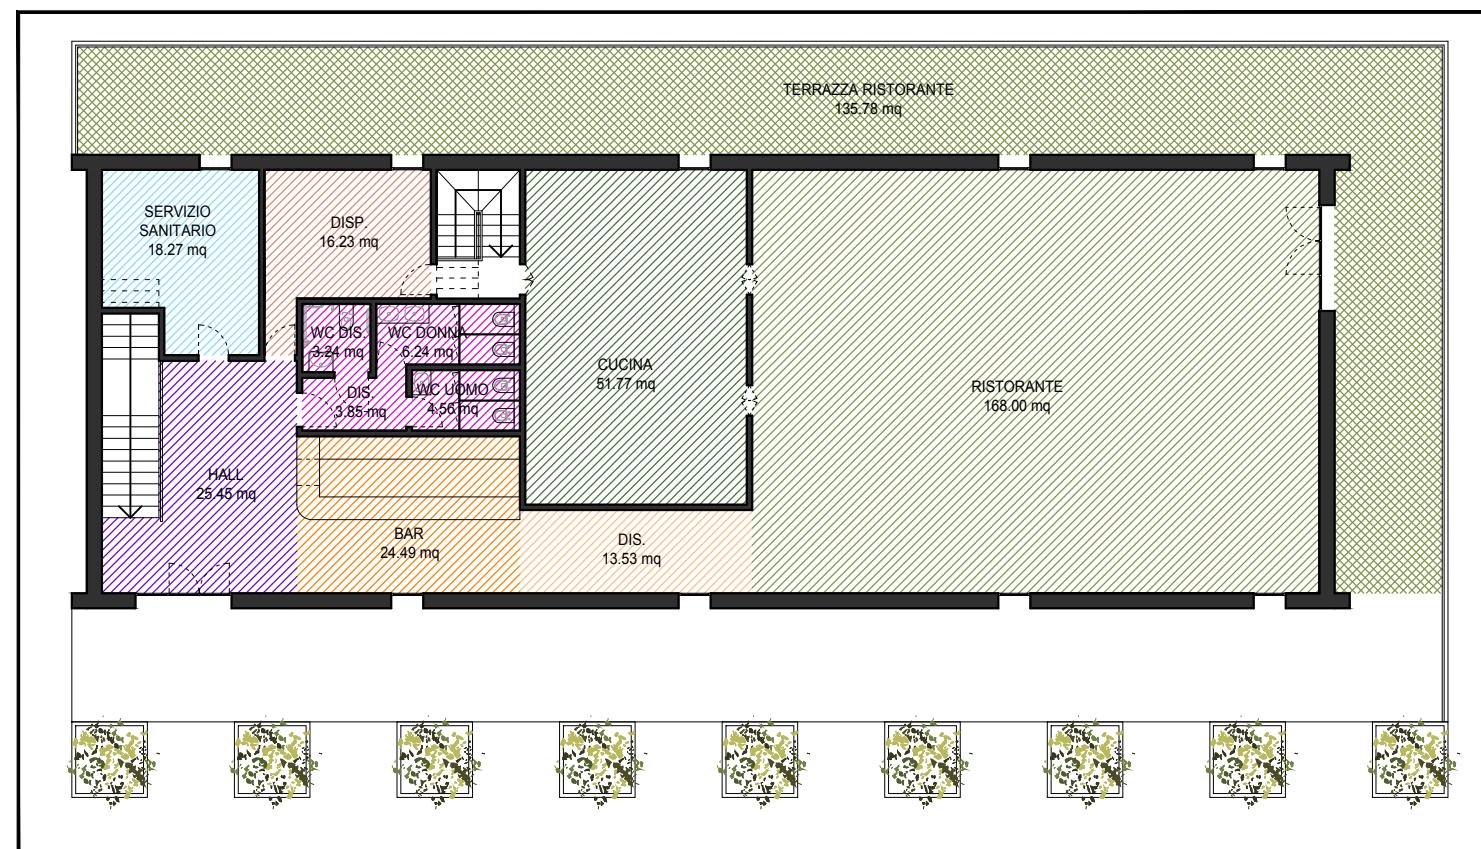 TERRAZZA RISTORANTE
135.78 mq
SERVIZIO
SANITARIO
18.27 mq
DISP.
16.23 mq
WC DIS.
3.24 mq
WC DONNA
6.24 mq
CUCINA
51.77 mq
RISTORANTE
168.00 mq
DIS.
3.85 mq
WC UOMO
4.56 mq
HALL
25.45 mq
BAR
24.49 mq
DIS.
13.53 mq